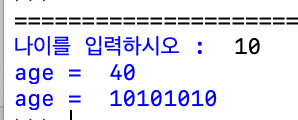 ======================
나이를 입력하시오 :  10
age =  40
age =  10101010
>>>